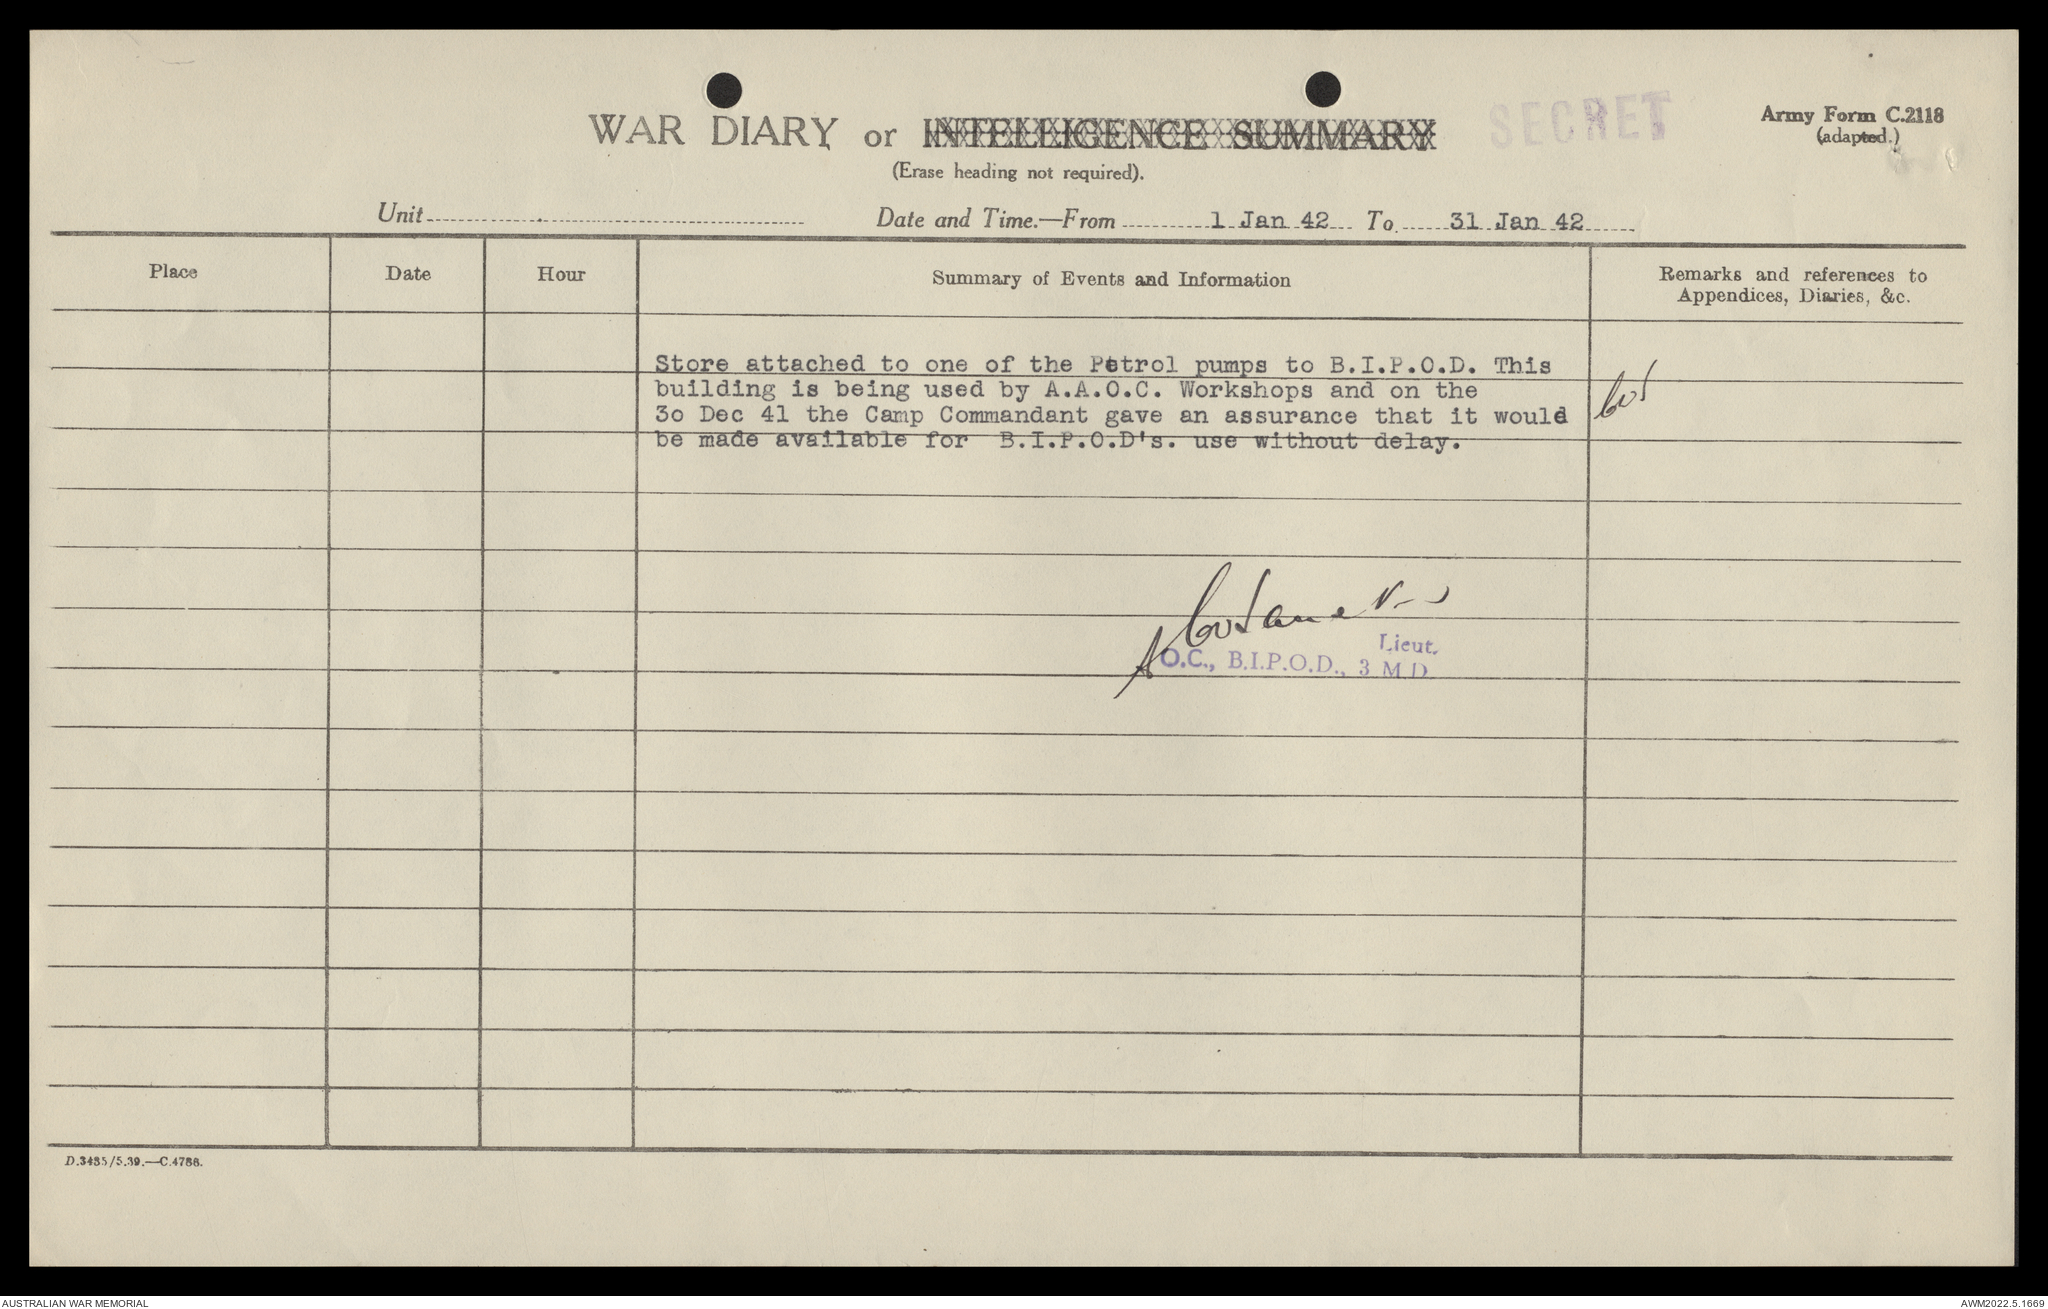 WAR DIARY or INTELLIGENCE SUMMARY
SECRET
Army Form C.2118
(adapted.)
(Erase heading not required).
Unit
Date and Time.—From 1 Jan 42 To 31 Jan 42
Place
Date
Hour
Summary of Events and Information
Remarks and references to
Appendices, Diaries, &c.
Store attached to one of the Petrol pumps to B.I.P.O.D. This
building is being used by A.A.O.C. Workshops and on the
3o Dec 41 the Camp Commandant gave an assurance that it would
be made available for B.I.P.O.D's. use without delay.
Lieut.
O.C., B.I.P.O.D., 3 M.D.
D.3485/5.39.—C.4786.
AUSTRALIAN WAR MEMORIAL
AWM2022.5.1669